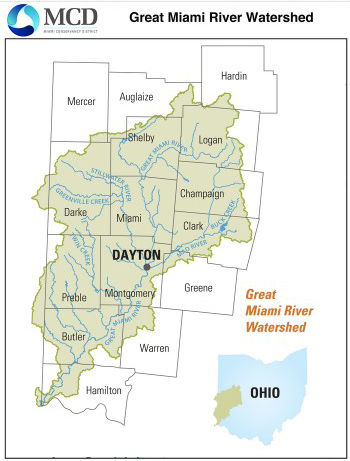 MCD
MIAMI CONSERVANCY DISTRICT
Great Miami River Watershed
Hardin
Mercer
Auglaize
Shelby
Logan
GREAT MIAMI RIVER
STILLWATER RIVER
GREENVILLE CREEK
Champaign
Darke
Miami
BUCK CREEK
Clark
TWIN CREEK
MAD RIVER
DAYTON
Greene
Preble
Montgomery
Great
Miami River
Watershed
GREAT MIAMI RIVER
Butler
Warren
Hamilton
OHIO